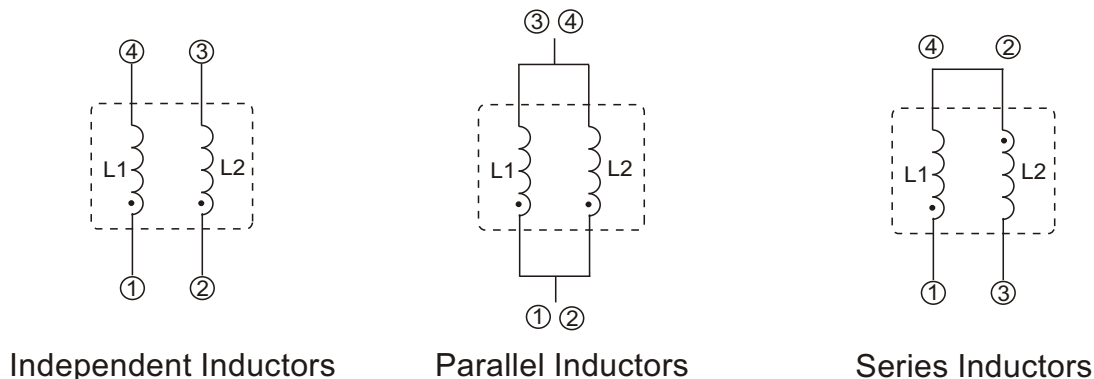 ④ ③
L1 L2
① ②
Independent Inductors
③ ④
L1 L2
① ②
Parallel Inductors
④ ②
L1 L2
① ③
Series Inductors